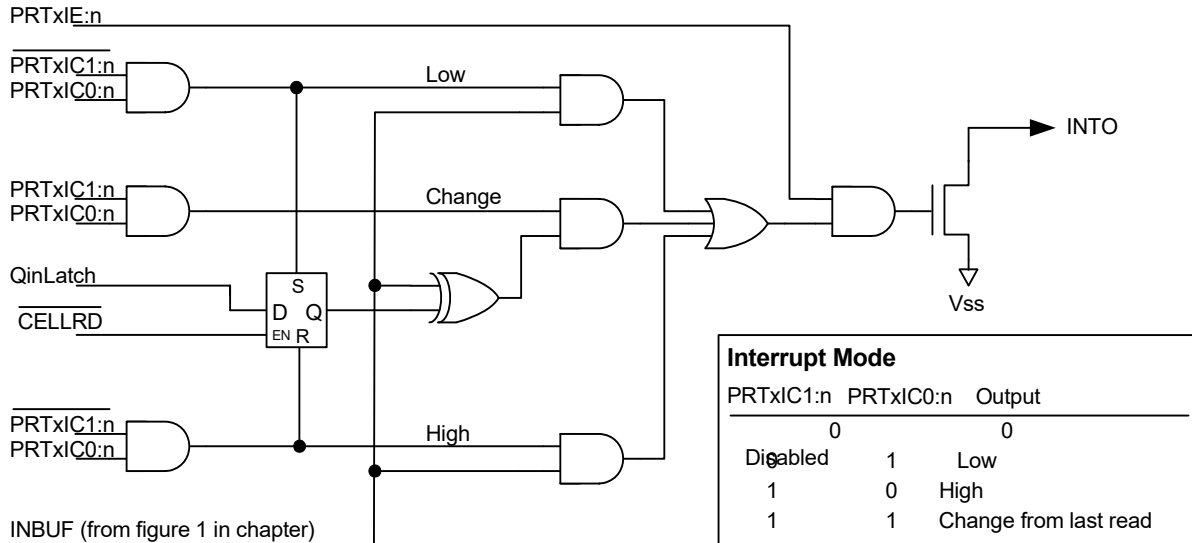 PRTxIE:n
PRTxIC1:n
PRTxIC0:n
Low
INTO
PRTxIC1:n
PRTxIC0:n
Change
QinLatch
S
D Q
EN R
CELLRD
Vss
PRTxIC1:n
PRTxIC0:n
High
INBUF (from figure 1 in chapter)
Interrupt Mode
PRTxIC1:n PRTxIC0:n Output
0 0
Disabled
0 1 Low
1 0 High
1 1 Change from last read